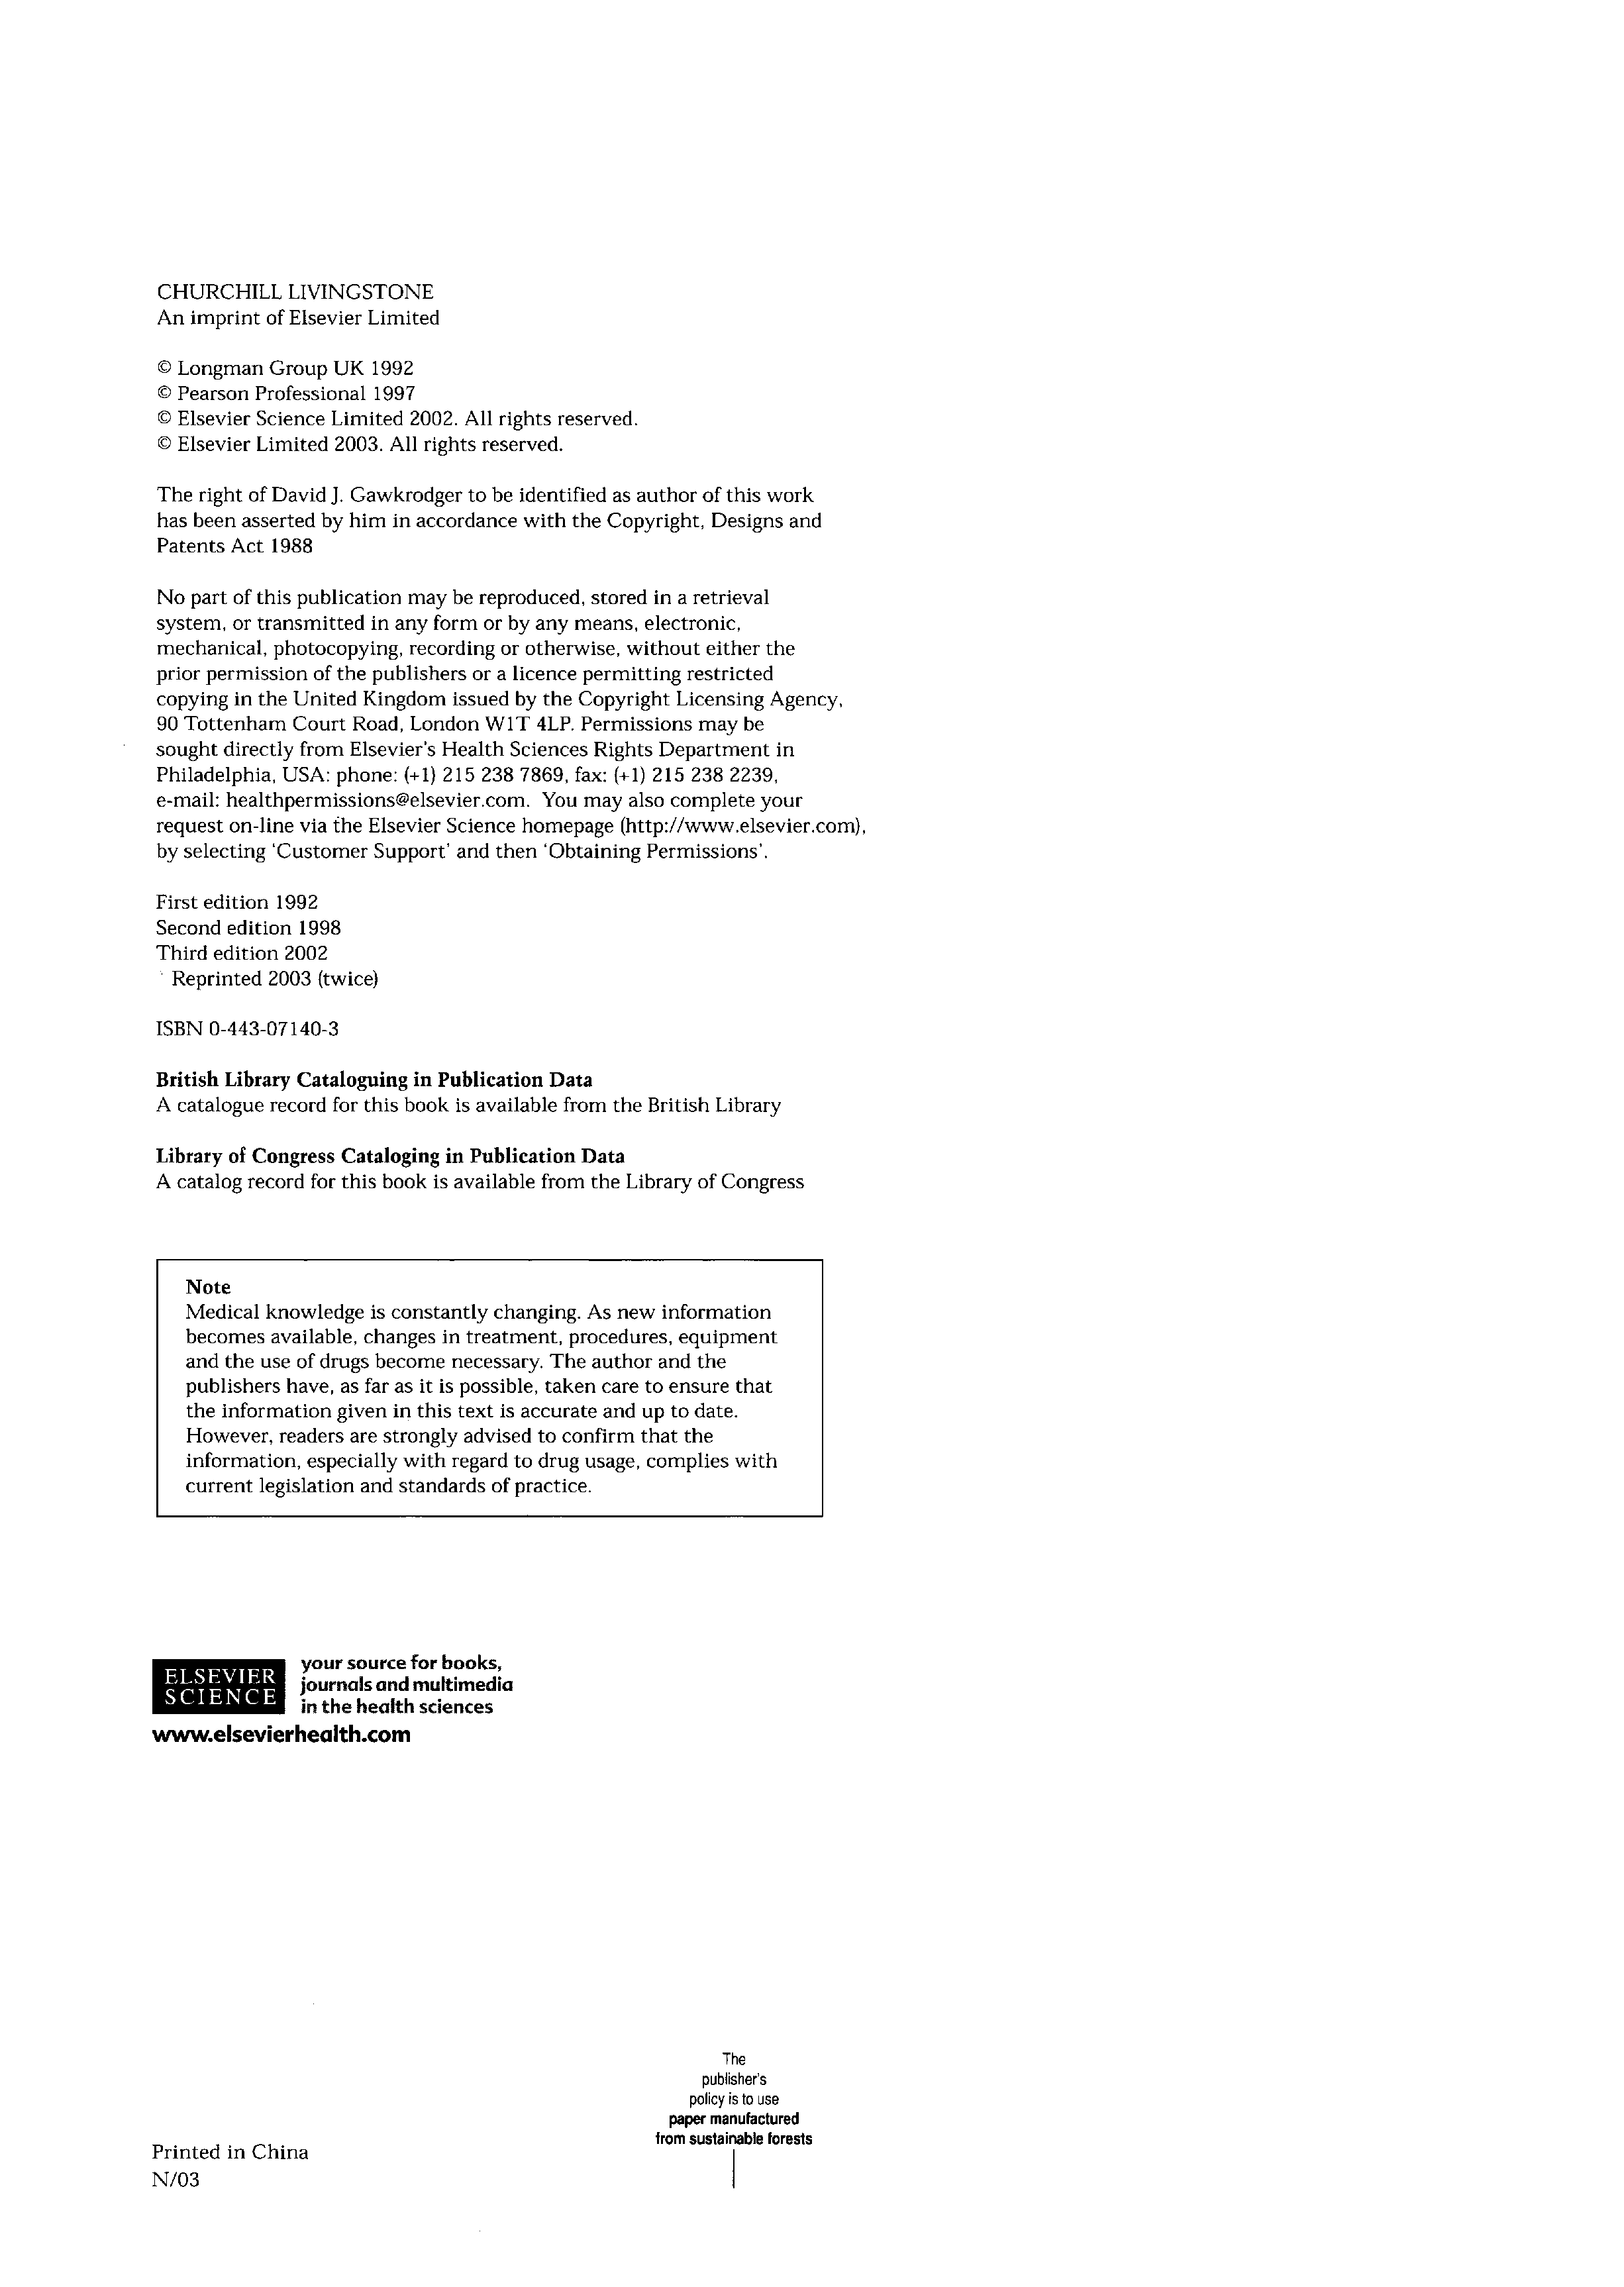 CHURCHILL LIVINGSTONE
An imprint of Elsevier Limited
© Longman Group UK 1992
© Pearson Professional 1997
© Elsevier Science Limited 2002. All rights reserved.
© Elsevier Limited 2003. All rights reserved.
The right of David J. Gawkrodger to be identified as author of this work
has been asserted by him in accordance with the Copyright, Designs and
Patents Act 1988
No part of this publication may be reproduced, stored in a retrieval
system, or transmitted in any form or by any means, electronic,
mechanical, photocopying, recording or otherwise, without either the
prior permission of the publishers or a licence permitting restricted
copying in the United Kingdom issued by the Copyright Licensing Agency,
90 Tottenham Court Road, London W1T 4LP. Permissions may be
sought directly from Elsevier's Health Sciences Rights Department in
Philadelphia, USA: phone: (+1) 215 238 7869, fax: (+1) 215 238 2239,
e-mail: healthpermissions@elsevier.com. You may also complete your
request on-line via the Elsevier Science homepage (http://www.elsevier.com),
by selecting 'Customer Support' and then 'Obtaining Permissions'.
First edition 1992
Second edition 1998
Third edition 2002
Reprinted 2003 (twice)
ISBN 0-443-07140-3
British Library Cataloguing in Publication Data
A catalogue record for this book is available from the British Library
Library of Congress Cataloging in Publication Data
A catalog record for this book is available from the Library of Congress
Note
Medical knowledge is constantly changing. As new information
becomes available, changes in treatment, procedures, equipment
and the use of drugs become necessary. The author and the
publishers have, as far as it is possible, taken care to ensure that
the information given in this text is accurate and up to date.
However, readers are strongly advised to confirm that the
information, especially with regard to drug usage, complies with
current legislation and standards of practice.
ELSEVIER
SCIENCE
your source for books,
journals and multimedia
in the health sciences
www.elsevierhealth.com
The
publisher's
policy is to use
paper manufactured
from sustainable forests
Printed in China
N/03